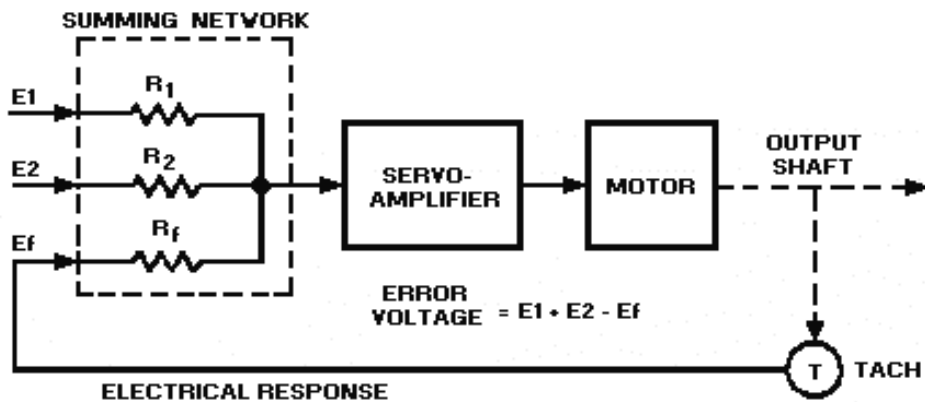 SUMMING NETWORK
E1
R1
E2
R2
Ef
Rf
SERVO-
AMPLIFIER
MOTOR
OUTPUT
SHAFT
ERROR
VOLTAGE = E1 + E2 - Ef
T
TACH
ELECTRICAL RESPONSE